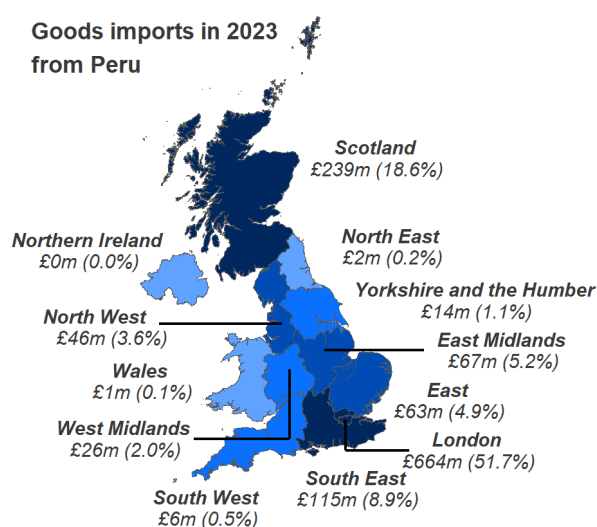 Goods imports in 2023
from Peru
Scotland
£239m (18.6%)
Northern Ireland
£0m (0.0%)
North East
£2m (0.2%)
Yorkshire and the Humber
£14m (1.1%)
North West
£46m (3.6%)
East Midlands
£67m (5.2%)
Wales
£1m (0.1%)
East
£63m (4.9%)
West Midlands
£26m (2.0%)
London
£664m (51.7%)
South East
£115m (8.9%)
South West
£6m (0.5%)